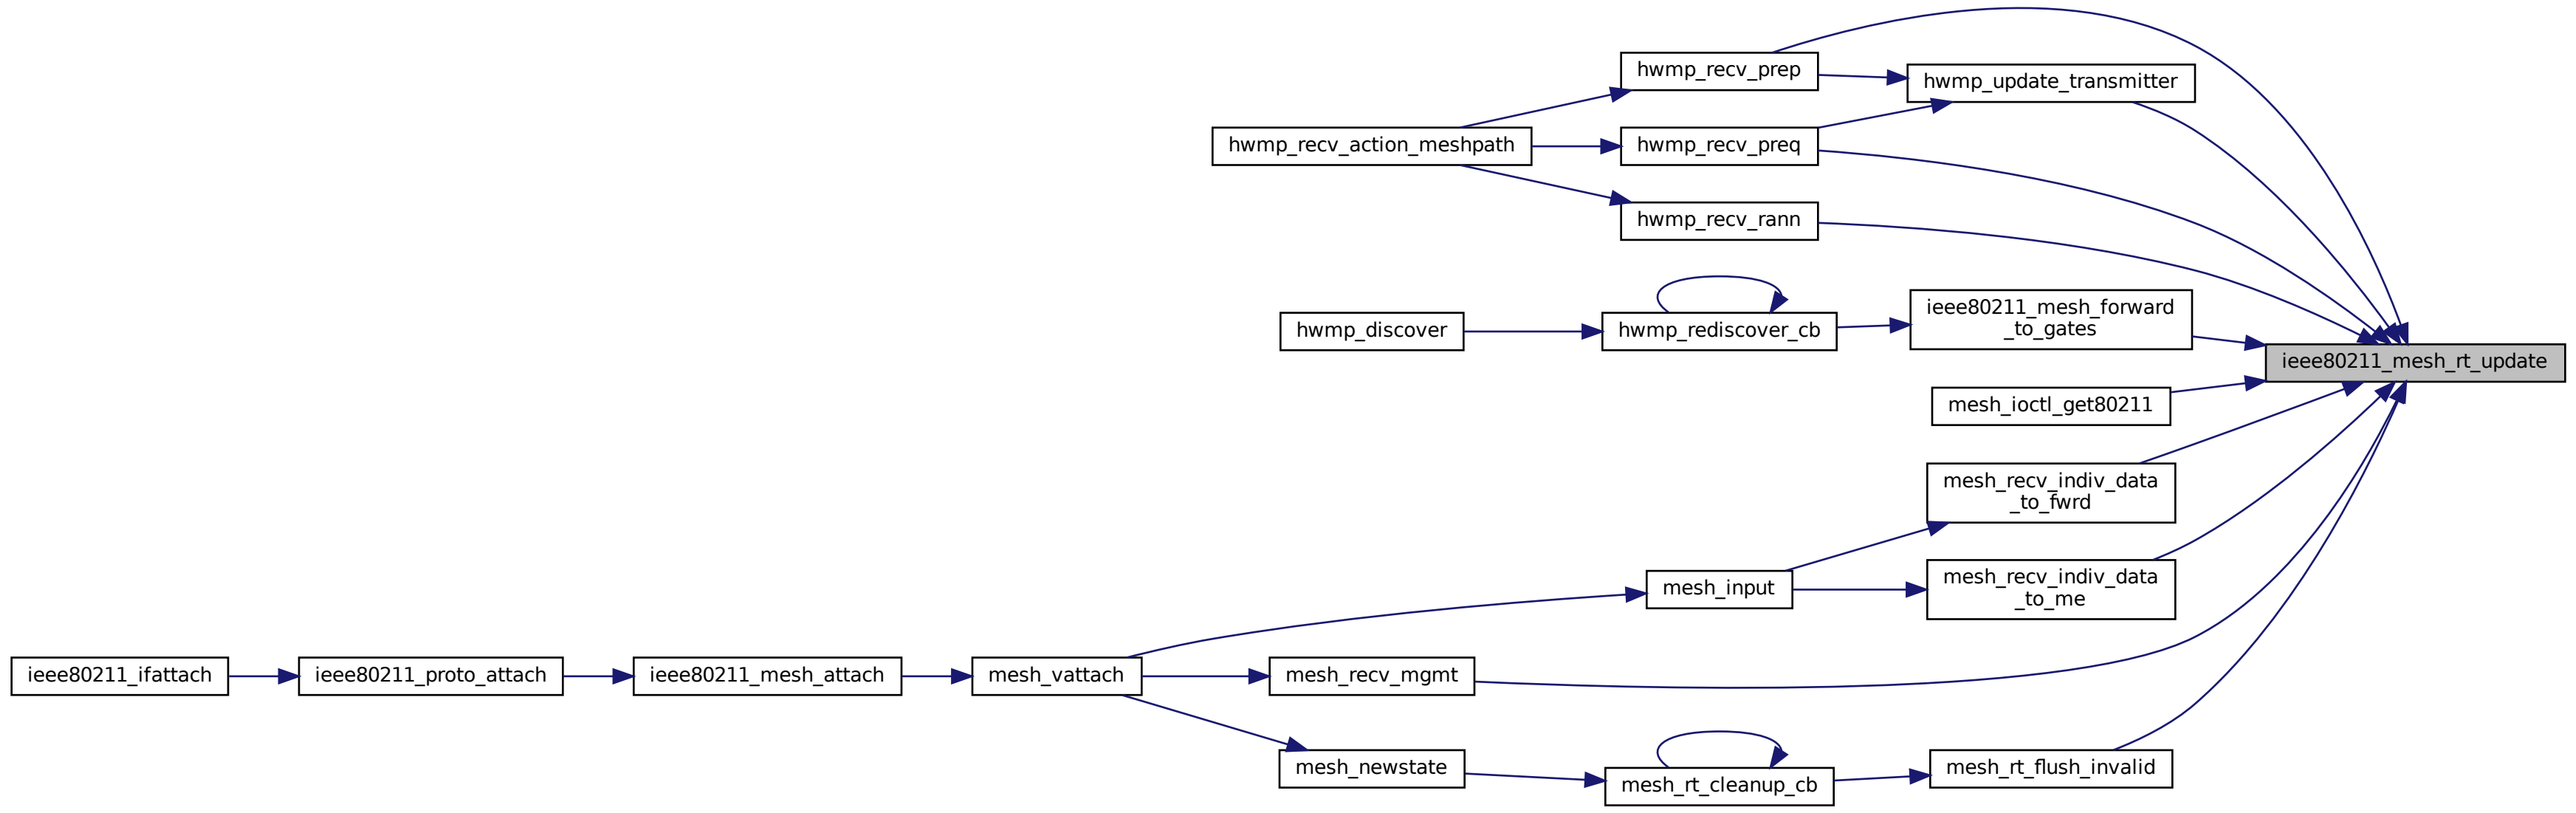 hwmp_recv_prep
hwmp_update_transmitter
hwmp_recv_action_meshpath
hwmp_recv_preq
hwmp_recv_rann
ieee80211_mesh_forward
_to_gates
hwmp_discover
hwmp_rediscover_cb
ieee80211_mesh_rt_update
mesh_ioctl_get80211
mesh_recv_indiv_data
_to_fwrd
mesh_recv_indiv_data
_to_me
mesh_input
ieee80211_ifattach
ieee80211_proto_attach
ieee80211_mesh_attach
mesh_vattach
mesh_recv_mgmt
mesh_newstate
mesh_rt_cleanup_cb
mesh_rt_flush_invalid